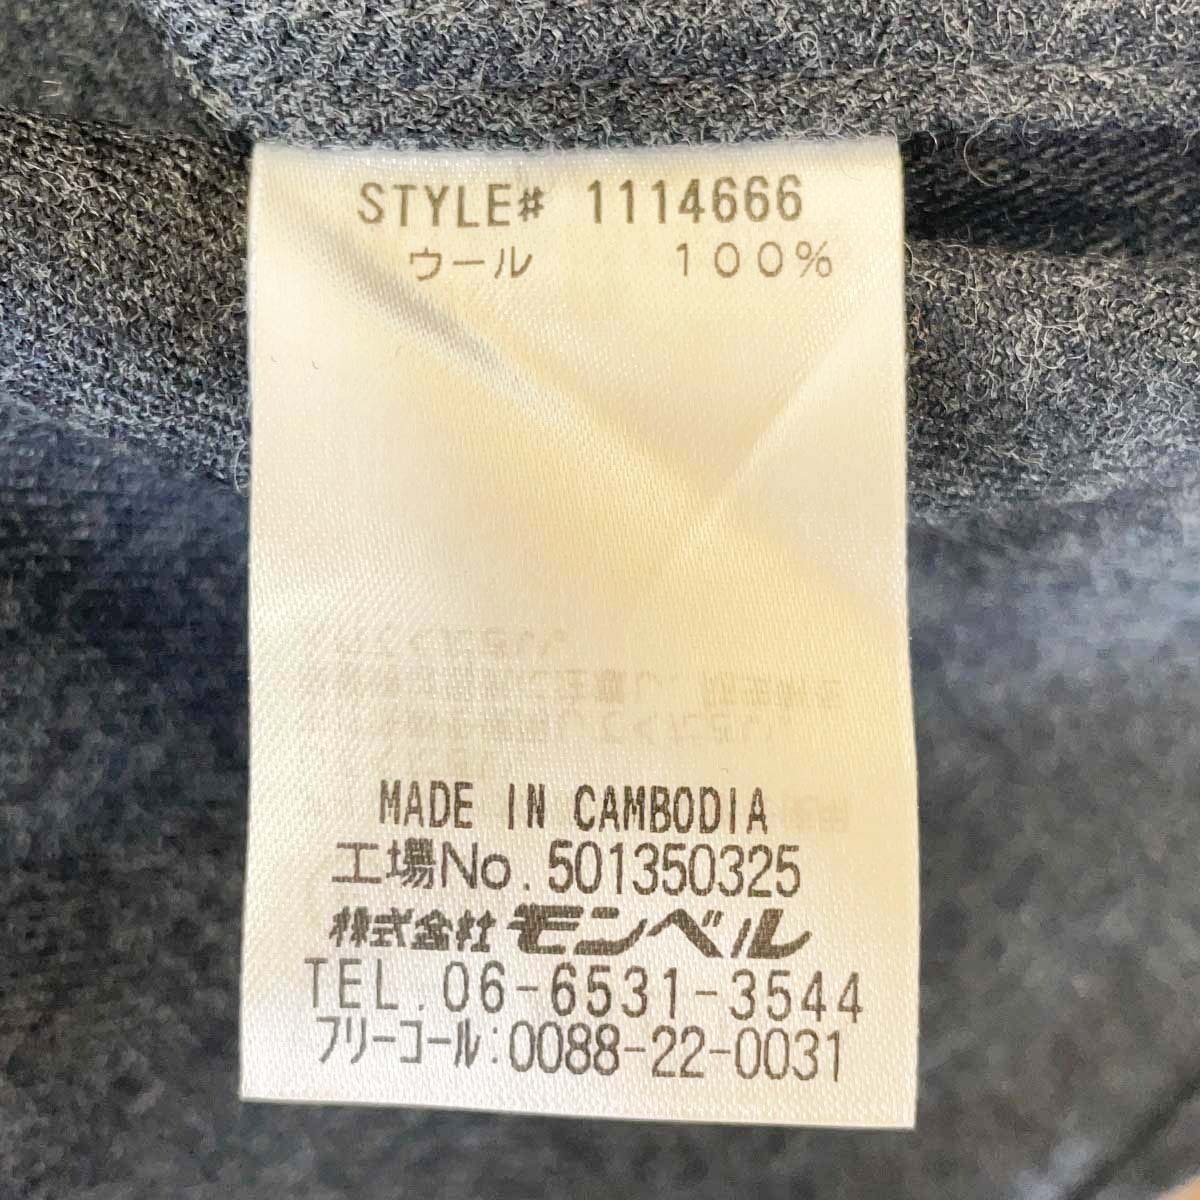 STYLE# 1114666
ウール 100%
MADE IN CAMBODIA
工場No.501350325
株式会社モンベル
TEL.06-6531-3544
フリーコール:0088-22-0031